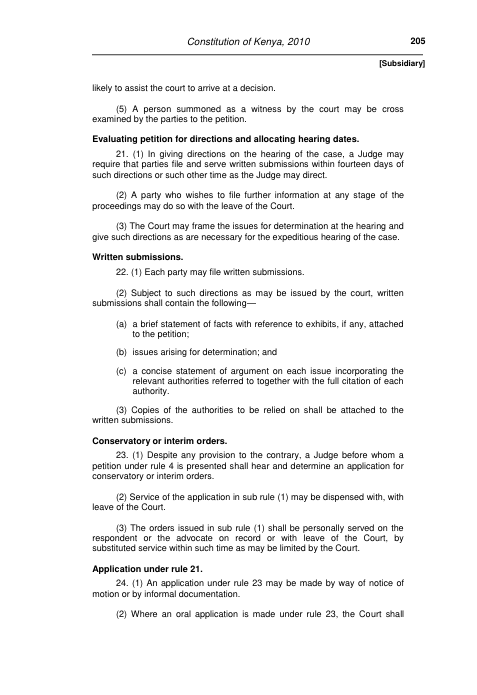 Constitution of Kenya, 2010
205
[Subsidiary]
likely to assist the court to arrive at a decision.
(5) A person summoned as a witness by the court may be cross
examined by the parties to the petition.
Evaluating petition for directions and allocating hearing dates.
21. (1) In giving directions on the hearing of the case, a Judge may
require that parties file and serve written submissions within fourteen days of
such directions or such other time as the Judge may direct.
(2) A party who wishes to file further information at any stage of the
proceedings may do so with the leave of the Court.
(3) The Court may frame the issues for determination at the hearing and
give such directions as are necessary for the expeditious hearing of the case.
Written submissions.
22. (1) Each party may file written submissions.
(2) Subject to such directions as may be issued by the court, written
submissions shall contain the following—
(a) a brief statement of facts with reference to exhibits, if any, attached
to the petition;
(b) issues arising for determination; and
(c) a concise statement of argument on each issue incorporating the
relevant authorities referred to together with the full citation of each
authority.
(3) Copies of the authorities to be relied on shall be attached to the
written submissions.
Conservatory or interim orders.
23. (1) Despite any provision to the contrary, a Judge before whom a
petition under rule 4 is presented shall hear and determine an application for
conservatory or interim orders.
(2) Service of the application in sub rule (1) may be dispensed with, with
leave of the Court.
(3) The orders issued in sub rule (1) shall be personally served on the
respondent or the advocate on record or with leave of the Court, by
substituted service within such time as may be limited by the Court.
Application under rule 21.
24. (1) An application under rule 23 may be made by way of notice of
motion or by informal documentation.
(2) Where an oral application is made under rule 23, the Court shall